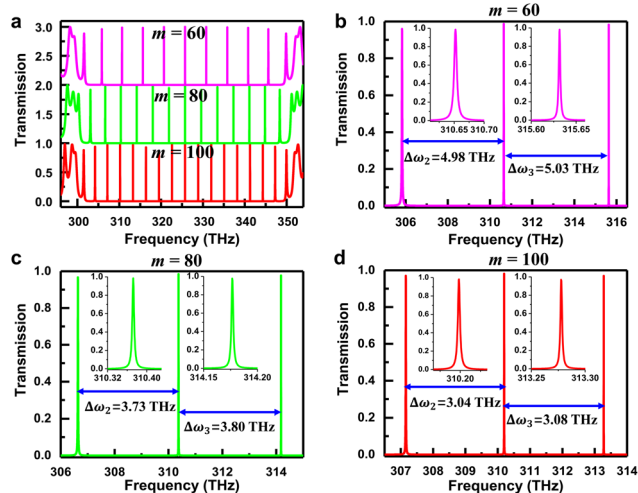 a
m = 60
m = 80
m = 100
Transmission
3.0
2.5
2.0
1.5
1.0
0.5
0.0
300 310 320 330 340 350
Frequency (THz)
b
m = 60
Transmission
1.0
0.8
0.6
0.4
0.2
0.0
1.0
0.8
0.6
0.4
0.2
0.0
310.65 310.70
1.0
0.8
0.6
0.4
0.2
0.0
315.60 315.65
Δω₂=4.98 THz
Δω₃=5.03 THz
306 308 310 312 314 316
Frequency (THz)
c
m = 80
Transmission
1.0
0.8
0.6
0.4
0.2
0.0
1.0
0.8
0.6
0.4
0.2
0.0
310.32 310.40
1.0
0.8
0.6
0.4
0.2
0.0
314.15 314.20
Δω₂=3.73 THz
Δω₃=3.80 THz
306 308 310 312 314
Frequency (THz)
d
m = 100
Transmission
1.0
0.8
0.6
0.4
0.2
0.0
1.0
0.8
0.6
0.4
0.2
0.0
310.20
1.0
0.8
0.6
0.4
0.2
0.0
313.25 313.30
Δω₂=3.04 THz
Δω₃=3.08 THz
307 308 309 310 311 312 313 314
Frequency (THz)